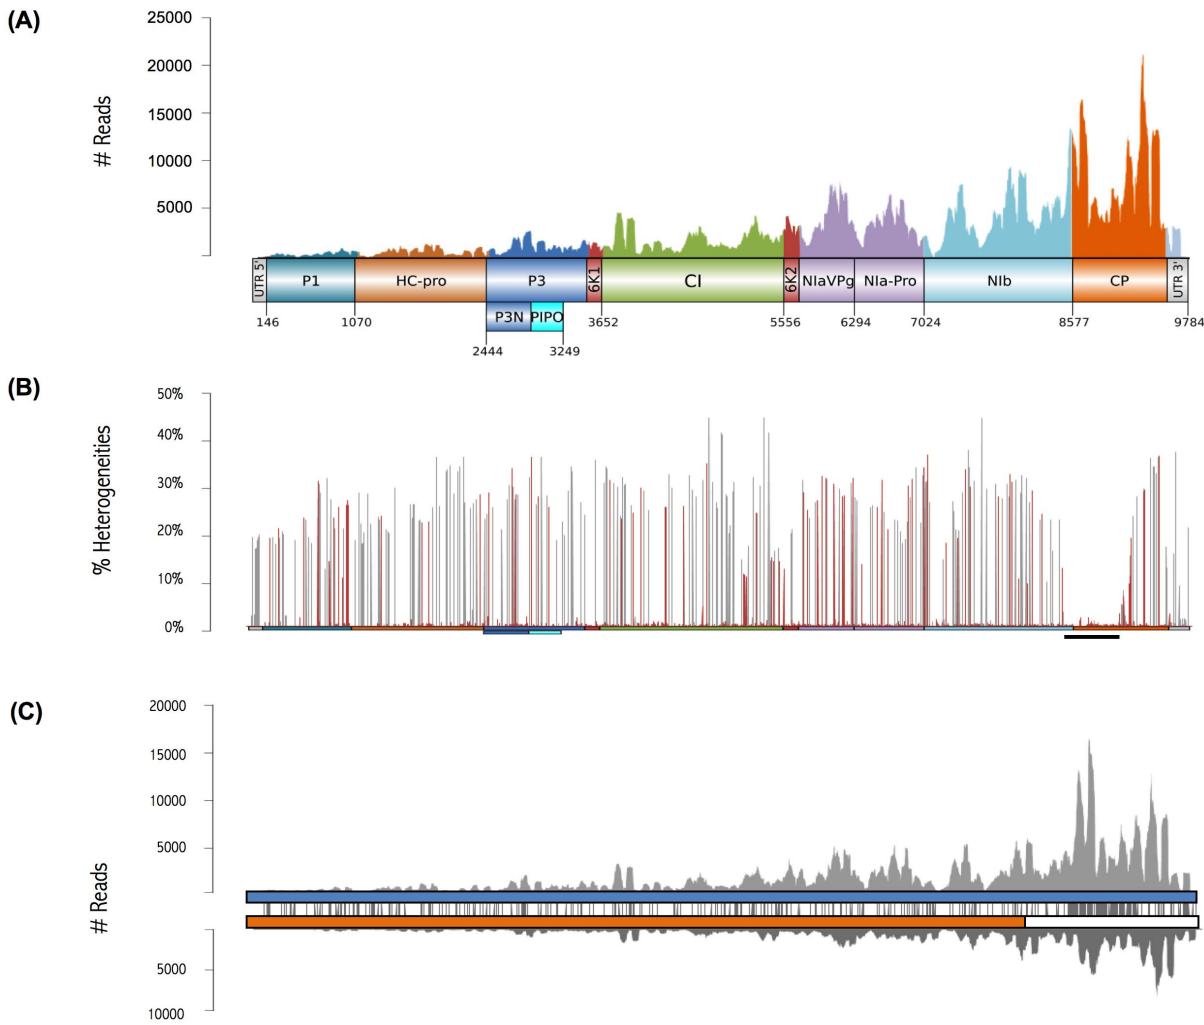 (A)
25000
20000
15000
10000
5000
# Reads
UTR 5'
P1
HC-pro
P3
6K1
CI
6K2
NIaVPg
NIa-Pro
NIb
CP
UTR 3'
P3N
PIPO
146
1070
3652
5556
6294
7024
8577
9784
2444
3249
(B)
50%
40%
30%
20%
10%
0%
% Heterogeneities
(C)
20000
15000
10000
5000
# Reads
5000
10000